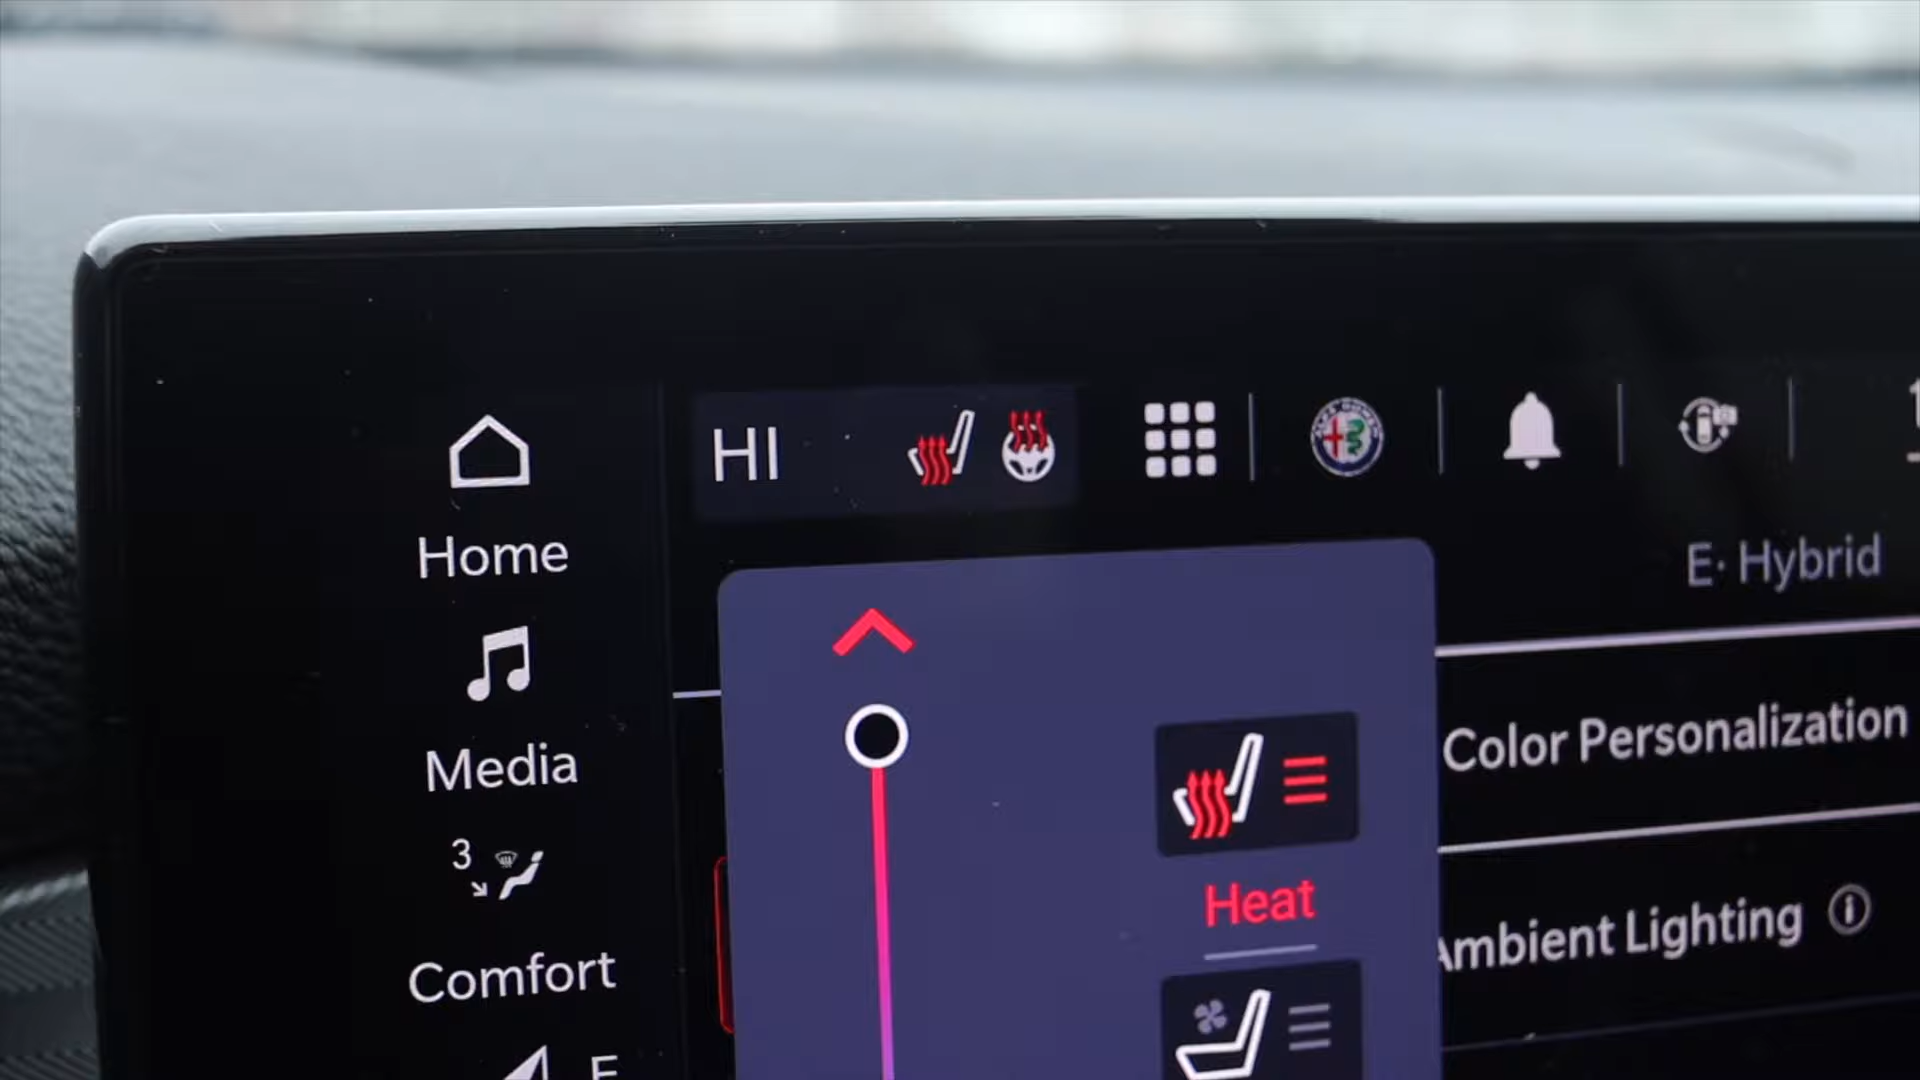 HI
Home
E· Hybrid
Media
Color Personalization
3
Heat
Ambient Lighting
Comfort